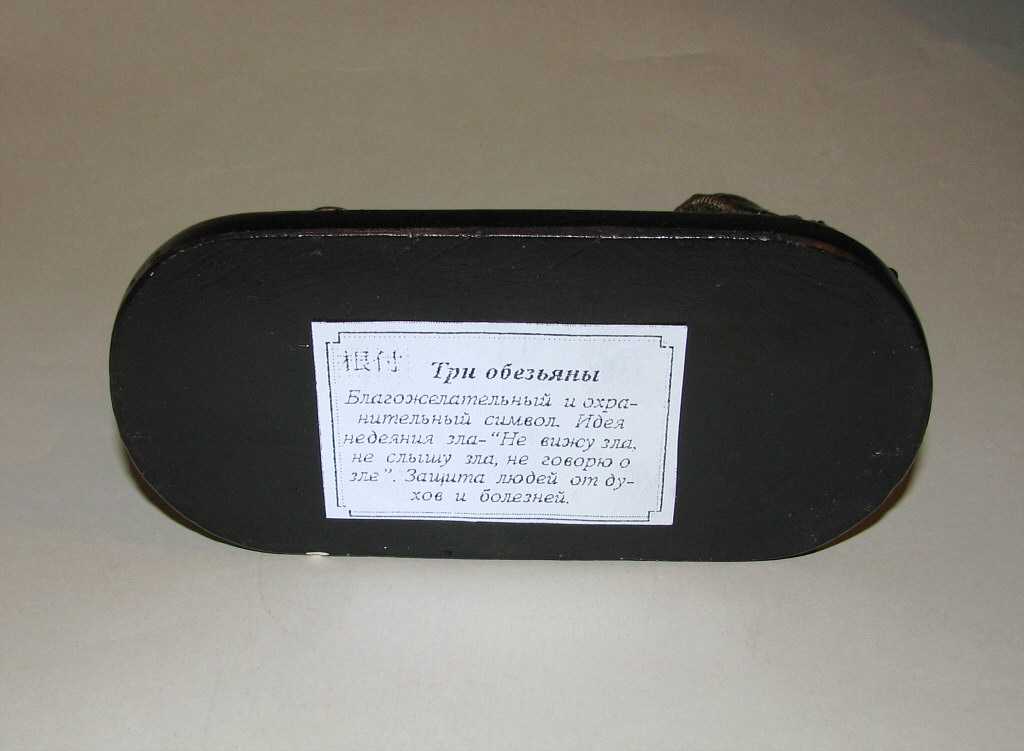 根付 Три обезьяны
Благожелательный и охра-
нительный символ. Идея
недеяния зла-“Не вижу зла,
не слышу зла, не говорю о
зле”. Защита людей от ду-
хов и болезней.